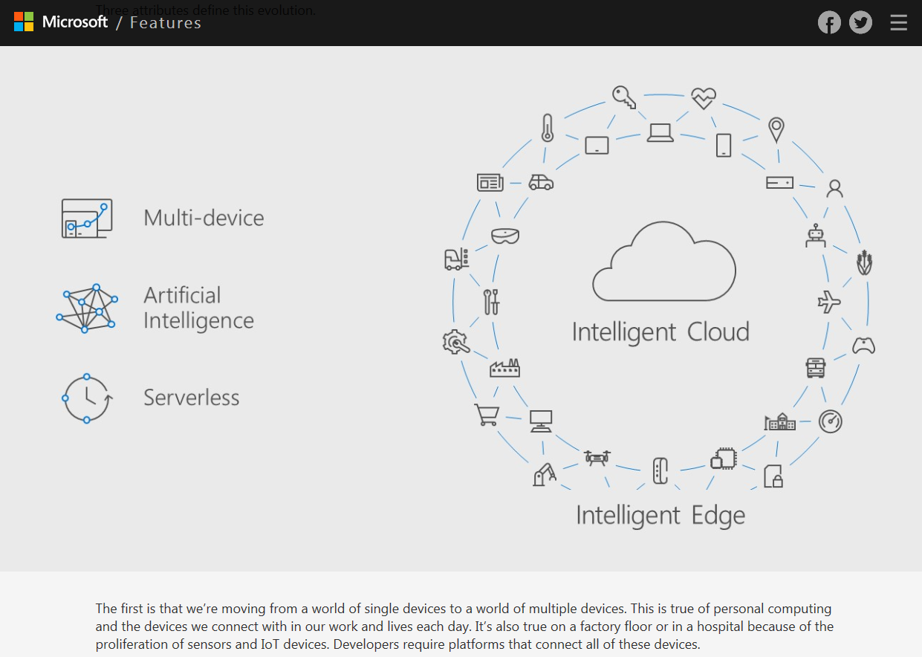 Three attributes define this evolution.
Microsoft / Features
Multi-device
Artificial
Intelligence
Serverless
Intelligent Cloud
Intelligent Edge
The first is that we’re moving from a world of single devices to a world of multiple devices. This is true of personal computing
and the devices we connect with in our work and lives each day. It’s also true on a factory floor or in a hospital because of the
proliferation of sensors and IoT devices. Developers require platforms that connect all of these devices.